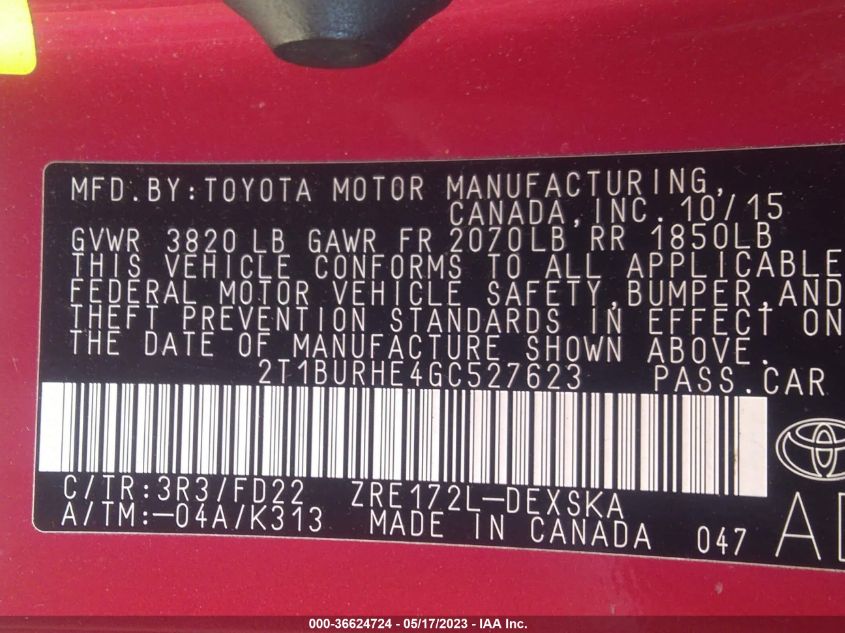 MFD.BY:TOYOTA MOTOR MANUFACTURING,
CANADA,INC. 10/15
GVWR 3820 LB GAWR FR 2070LB RR 1850LB
THIS VEHICLE CONFORMS TO ALL APPLICABLE
FEDERAL MOTOR VEHICLE SAFETY,BUMPER,AND
THEFT PREVENTION STANDARDS IN EFFECT ON
THE DATE OF MANUFACTURE SHOWN ABOVE.
2T1BURHE4GC527623 PASS.CAR
C/TR:3R3/FD22 ZRE172L-DEXSKA
A/TM:-04A/K313 MADE IN CANADA 047
000-36624724 - 05/17/2023 - IAA Inc.